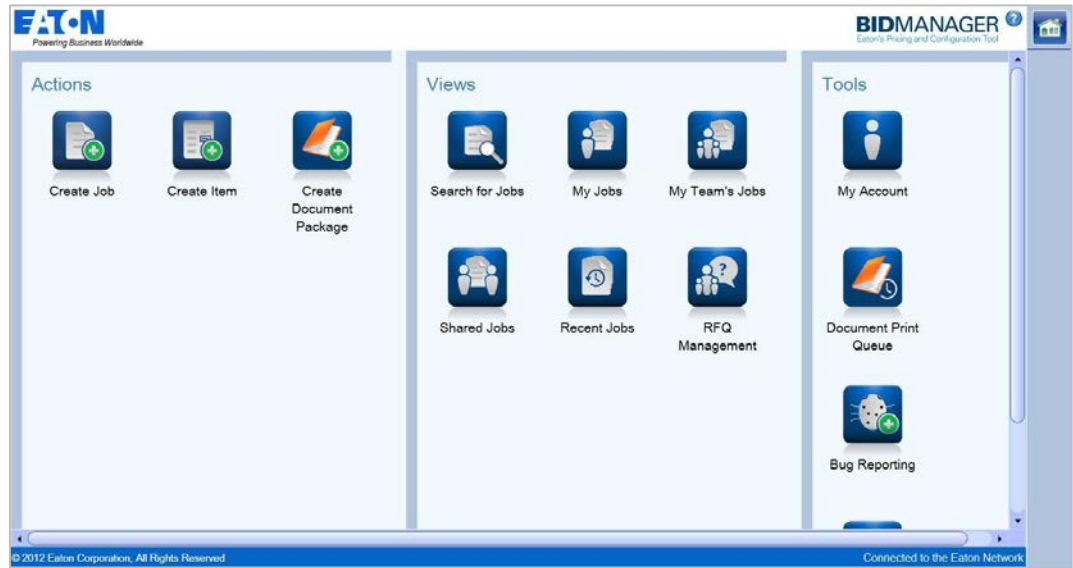 EATON
Powering Business Worldwide
BIDMANAGER ?
Eaton's Pricing and Configuration Tool
Actions
Create Job
Create Item
Create
Document
Package
Views
Search for Jobs
My Jobs
My Team's Jobs
Shared Jobs
Recent Jobs
?
RFQ
Management
Tools
My Account
Document Print
Queue
Bug Reporting
© 2012 Eaton Corporation, All Rights Reserved
Connected to the Eaton Network